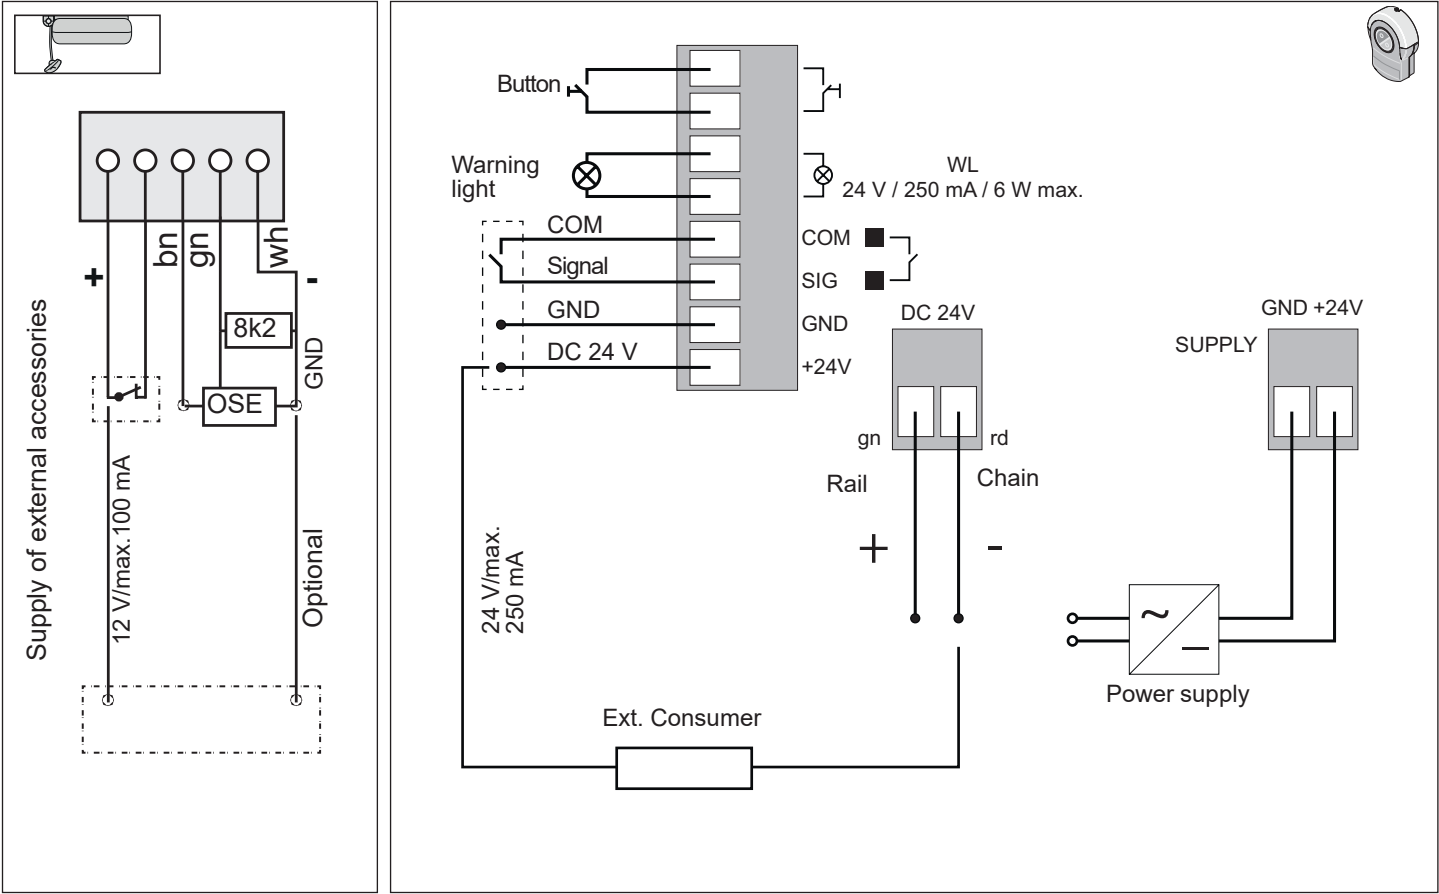 +
bn
gn
wh
-
8k2
GND
OSE
Supply of external accessories
12 V/max.100 mA
Optional
Button
Warning
light
WL
24 V / 250 mA / 6 W max.
COM
Signal
GND
DC 24 V
COM
SIG
GND
+24V
DC 24V
gn
rd
Rail
Chain
+
-
GND +24V
SUPPLY
24 V/max.
250 mA
~
Power supply
Ext. Consumer